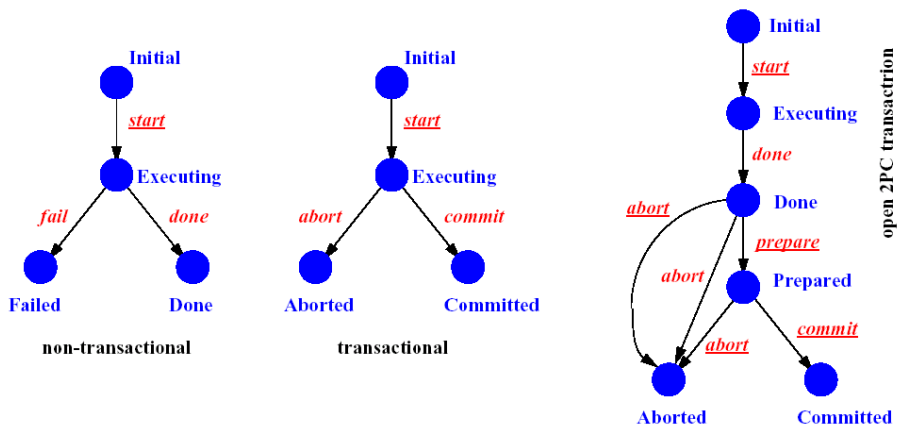 Initial
start
Executing
fail
done
Failed
Done
non-transactional
Initial
start
Executing
abort
commit
Aborted
Committed
transactional
Initial
start
Executing
done
Done
abort
abort
prepare
Prepared
abort
commit
Aborted
Committed
open 2PC transactrion